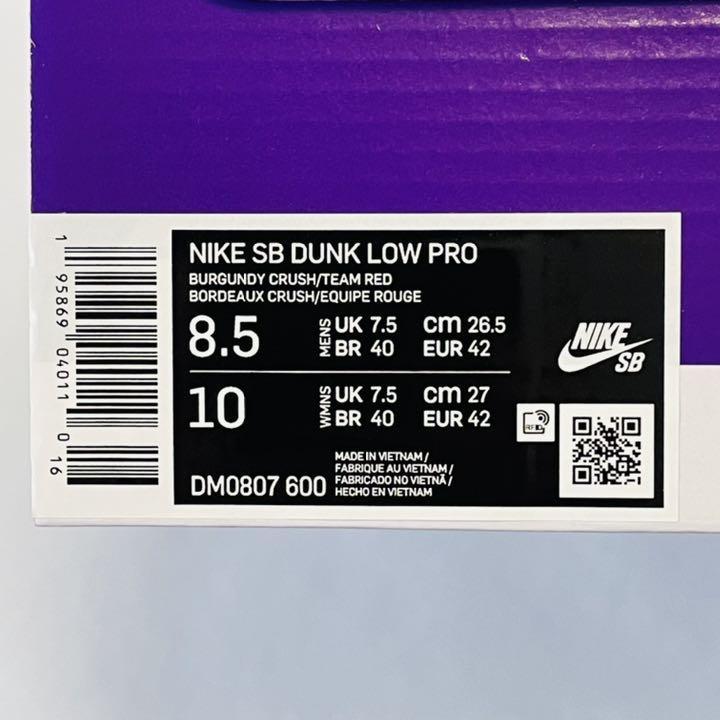 NIKE SB DUNK LOW PRO
BURGUNDY CRUSH/TEAM RED
BORDEAUX CRUSH/EQUIPE ROUGE
8.5 MENS UK 7.5 cm 26.5
BR 40 EUR 42
10 WMNS UK 7.5 cm 27
BR 40 EUR 42
NIKE
SB
RFID
DM0807 600
MADE IN VIETNAM /
FABRIQUE AU VIETNAM /
FABRICADO NO VIETNÃ /
HECHO EN VIETNAM
1 95869 04011 0 16